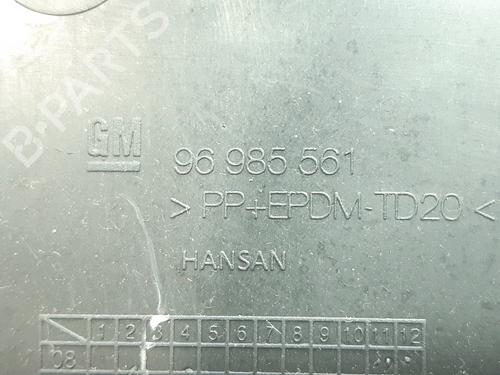 B-PARTS
GM
96 985 561
> PP+EPDM-TD20 <
HANSAN
1 2 3 4 5 6 7 8 9 10 11 12
08